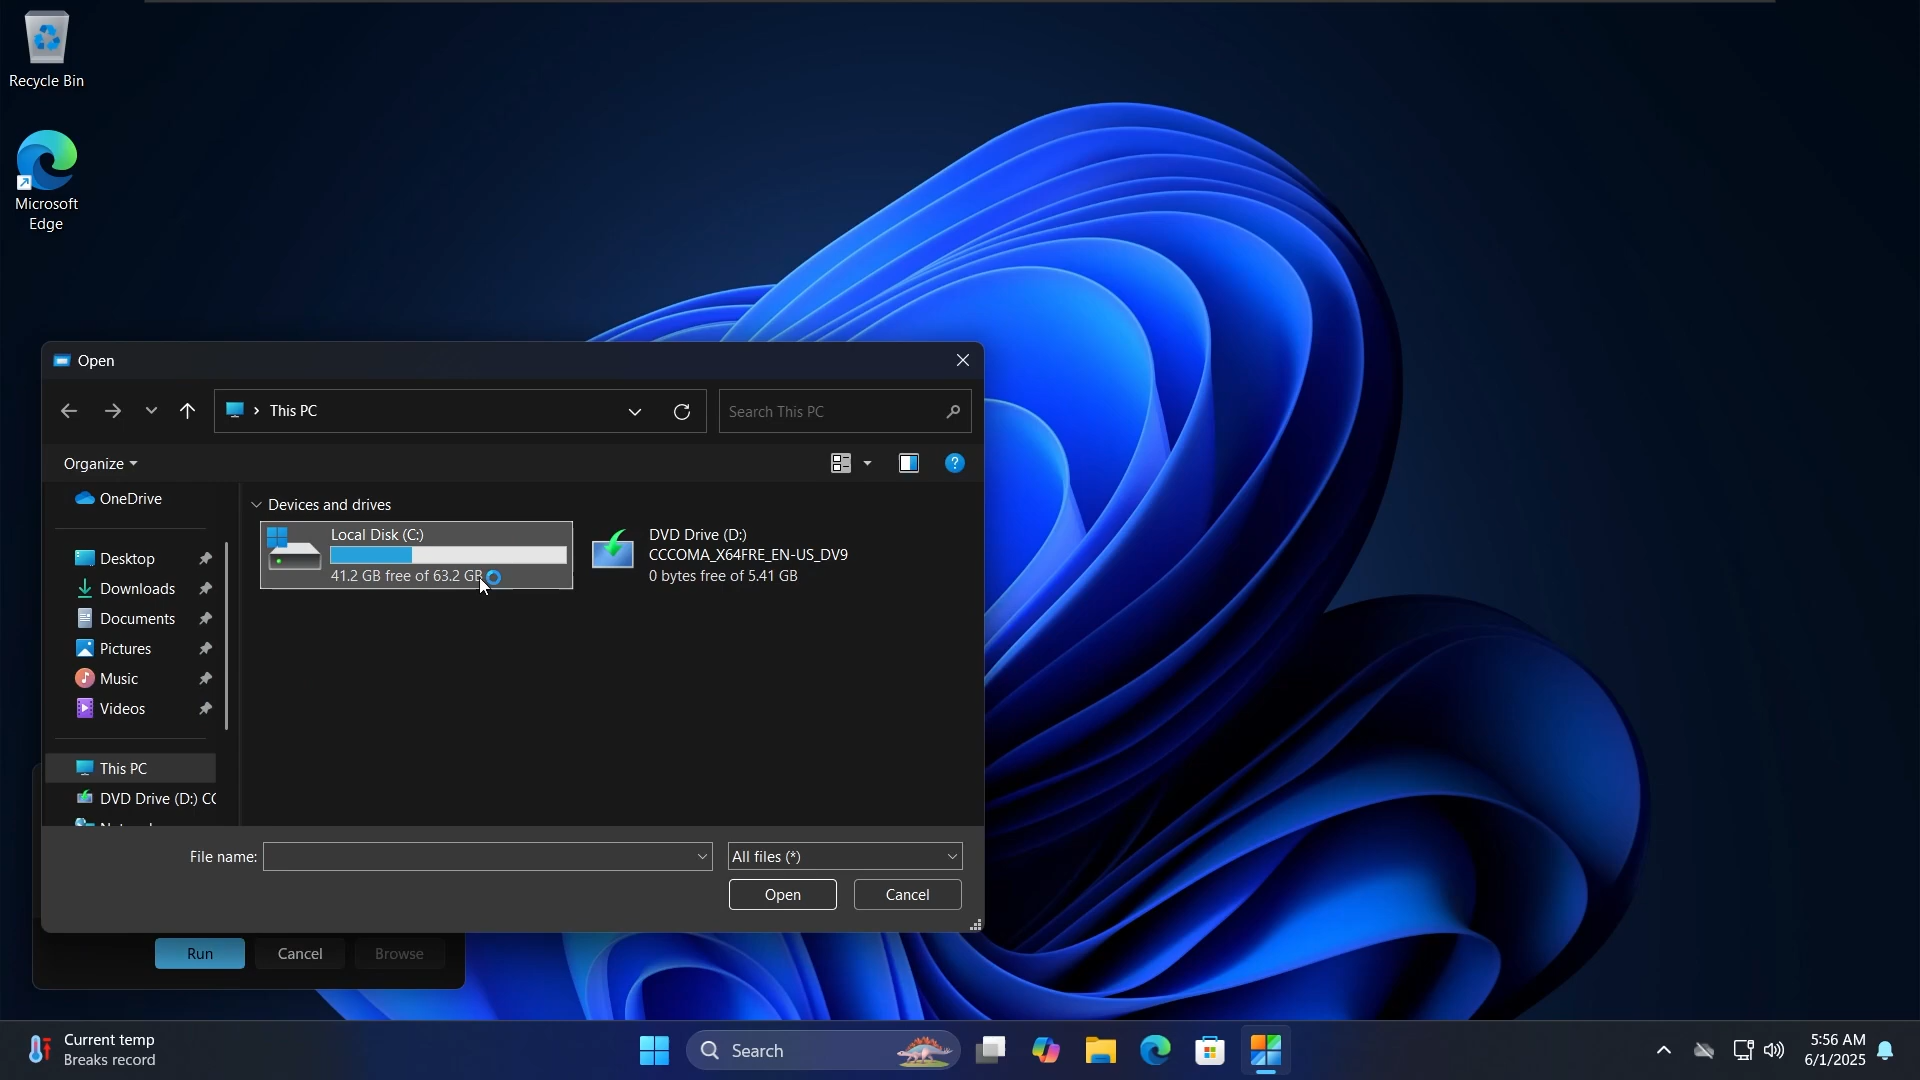 Recycle Bin
Microsoft
Edge
Open
This PC
Search This PC
Organize
OneDrive
Desktop
Downloads
Documents
Pictures
Music
Videos
This PC
DVD Drive (D:) CC
Devices and drives
Local Disk (C:)
41.2 GB free of 63.2 GB
DVD Drive (D:)
CCCOMA_X64FRE_EN-US_DV9
0 bytes free of 5.41 GB
File name:
All files (*)
Open
Cancel
Run
Cancel
Browse
Current temp
Breaks record
Search
5:56 AM
6/1/2025